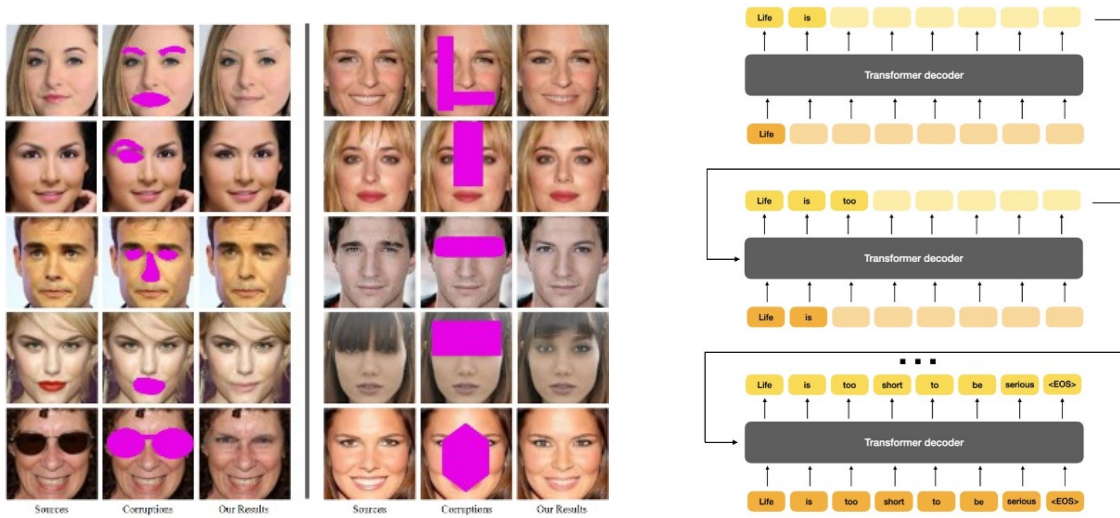 Sources Corruptions Our Results
Sources Corruptions Our Results
Life is
Transformer decoder
Life
Life is too
Transformer decoder
Life is
...
Life is too short to be serious <EOS>
Transformer decoder
Life is too short to be serious <EOS>